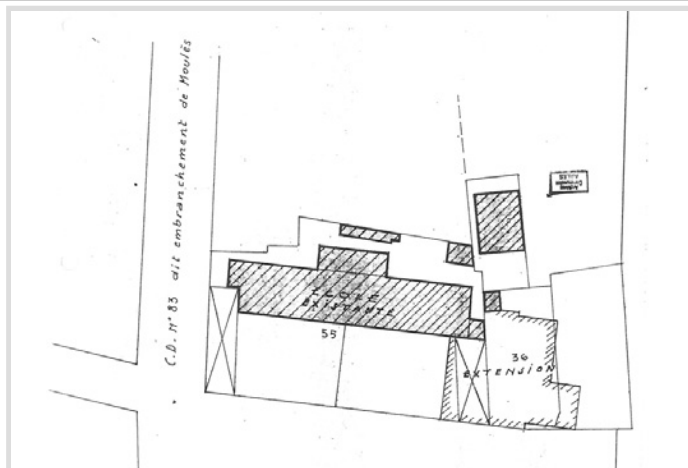 C.D. N° 83 dit embranchement de Moulès
ECOLE
EXISTANTE
55
36
EXTENSION